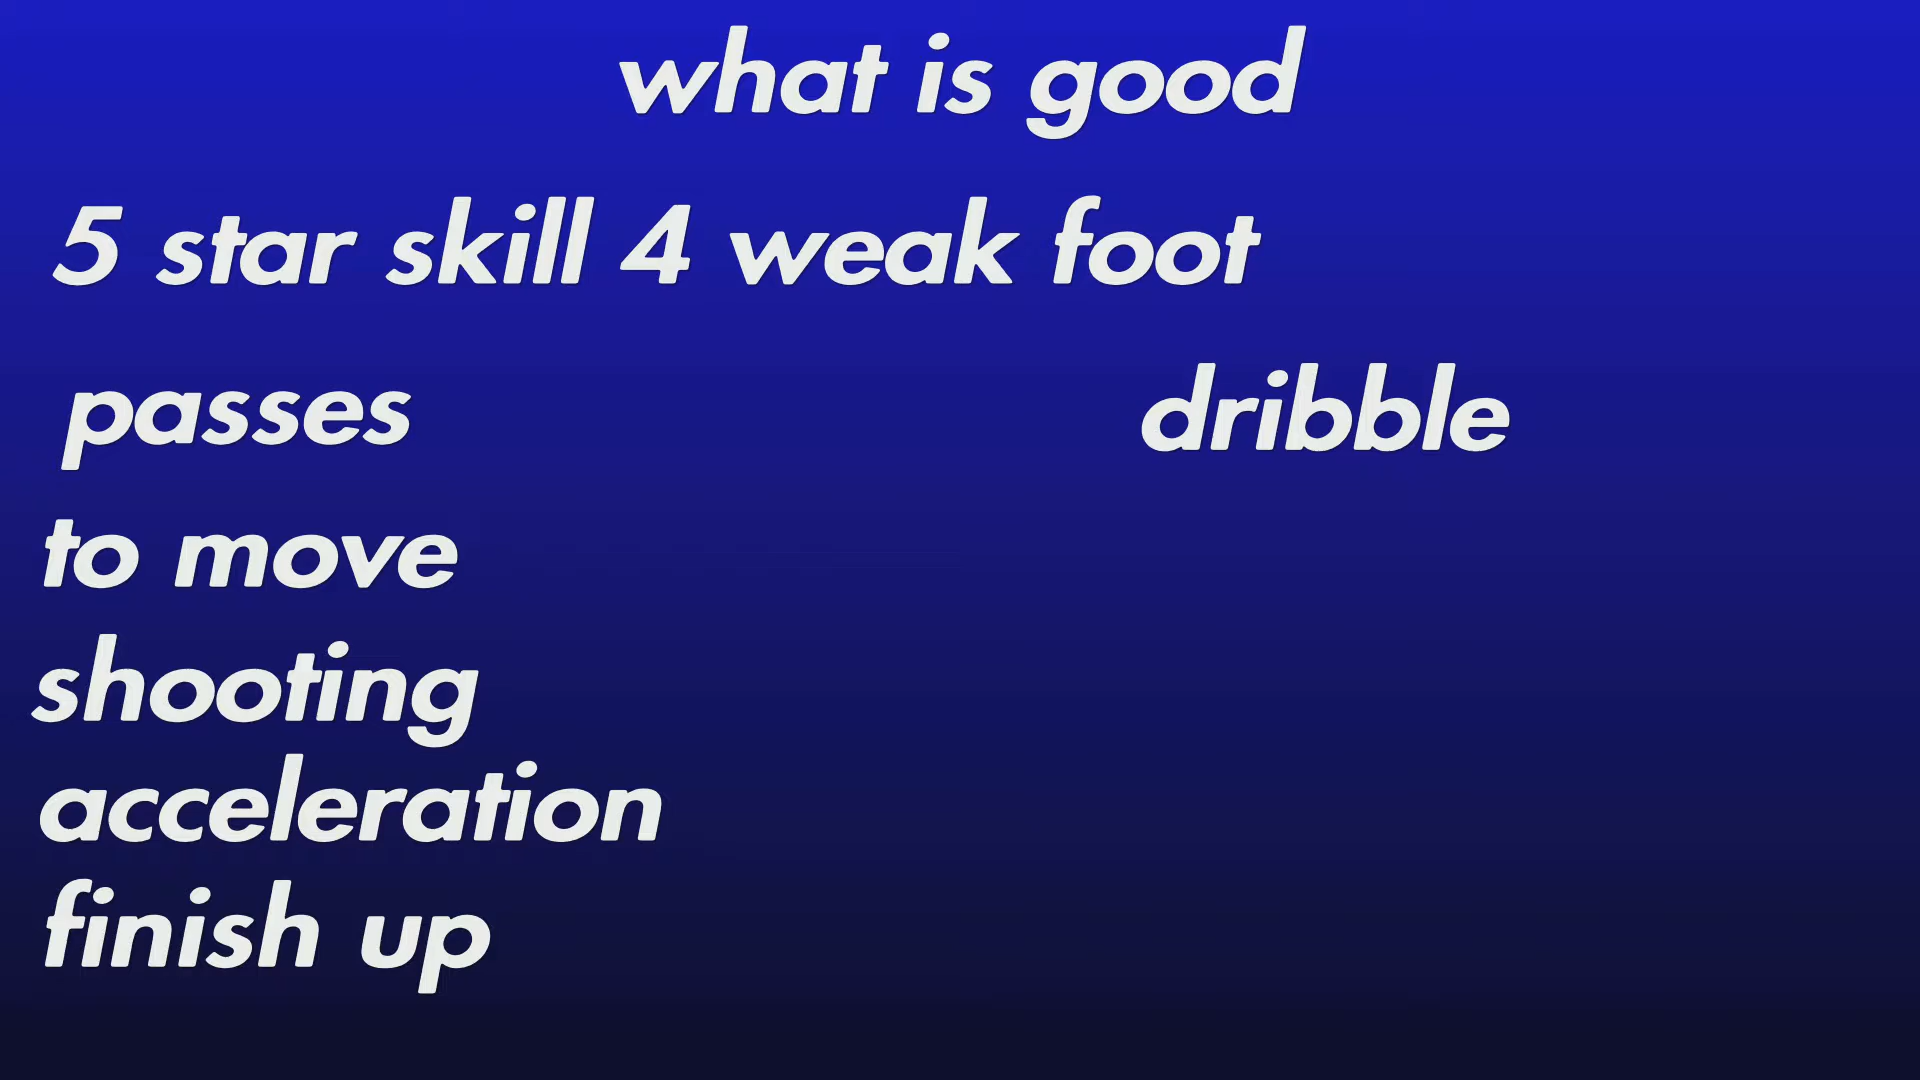 what is good
5 star skill 4 weak foot
passes
dribble
to move
shooting
acceleration
finish up